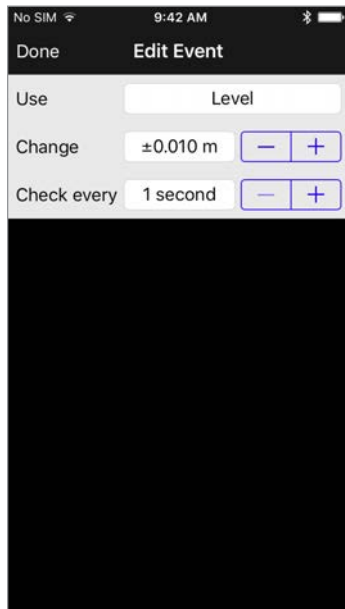 No SIM 9:42 AM
Done Edit Event
Use Level
Change ±0.010 m − +
Check every 1 second − +